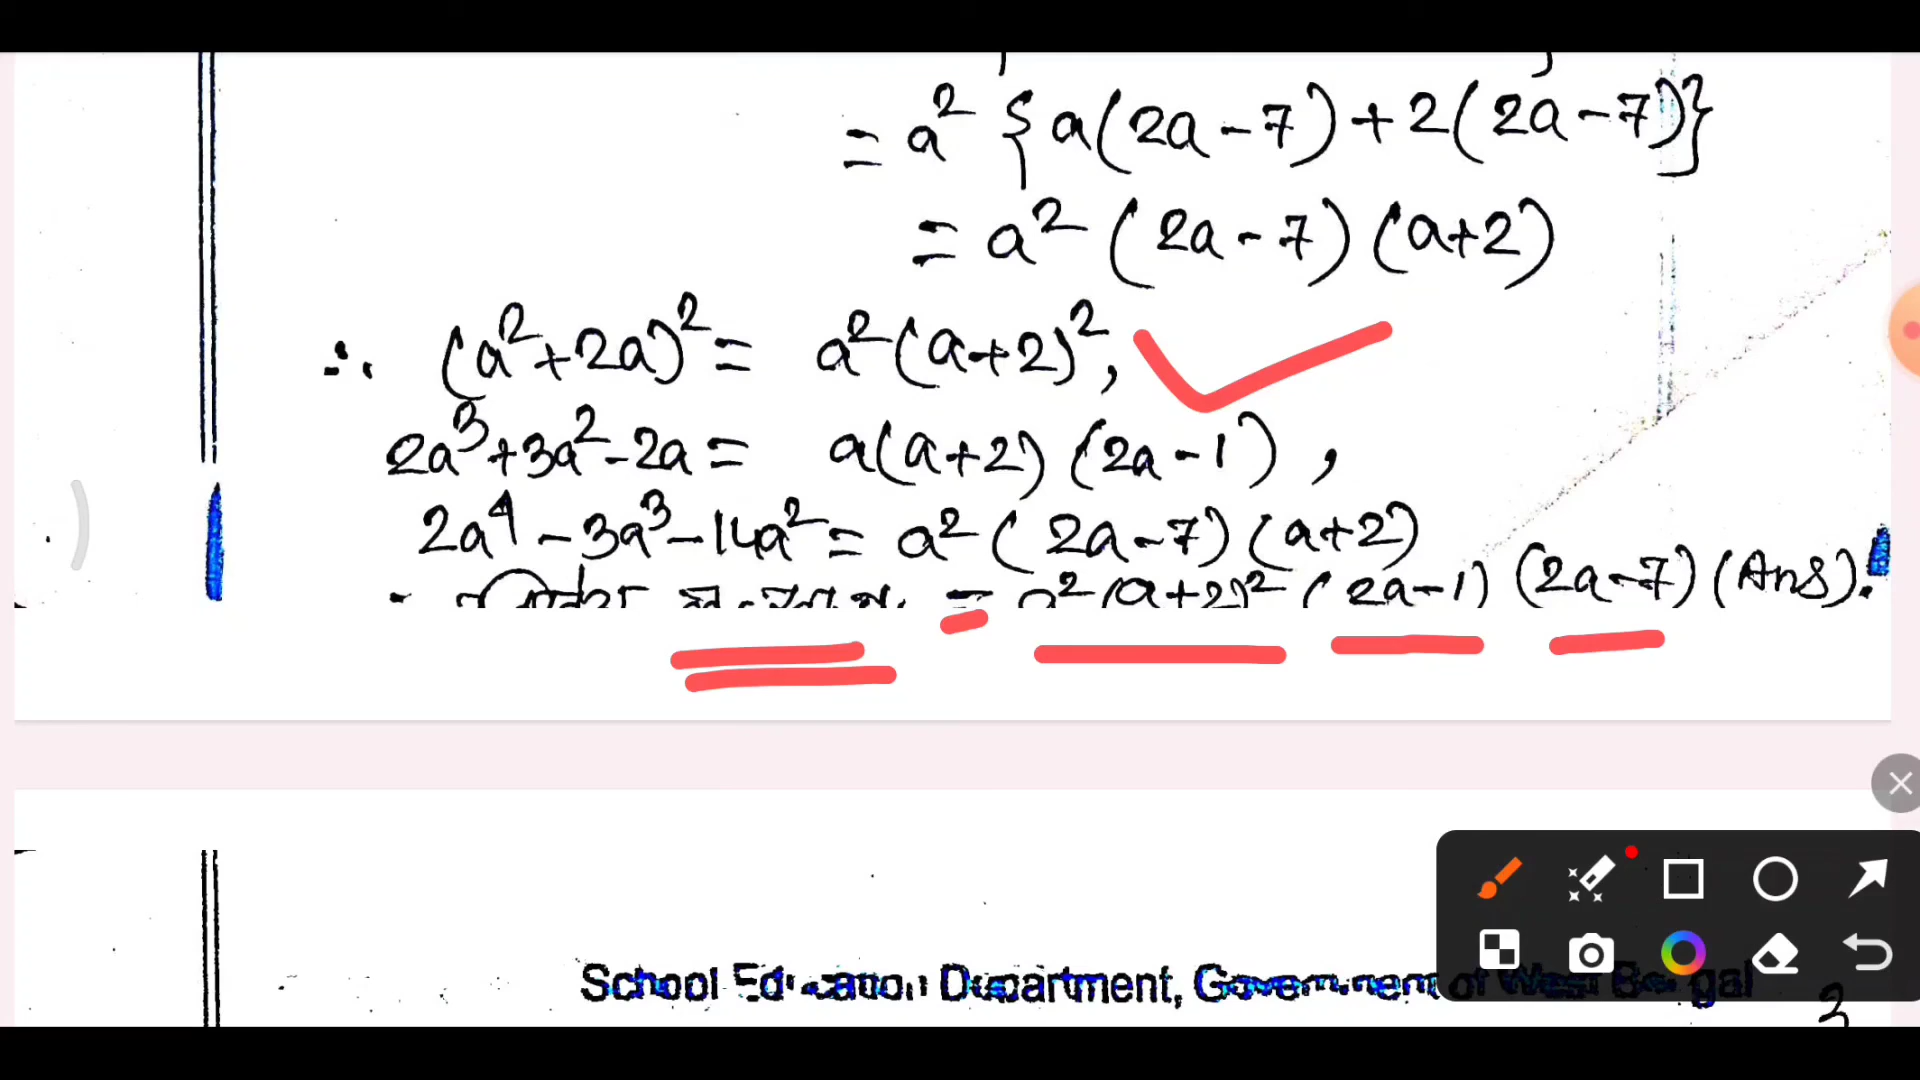 = a² {a(2a-7)+2(2a-7)}
= a² (2a-7) (a+2)
∴ (a²+2a)² = a²(a+2)²,
2a³+3a²-2a = a(a+2) (2a-1),
2a⁴-3a³-14a² = a² (2a-7) (a+2)
= a²(a+2)² (2a-1) (2a-7) (Ans).
School Education Department, Government of West Bengal